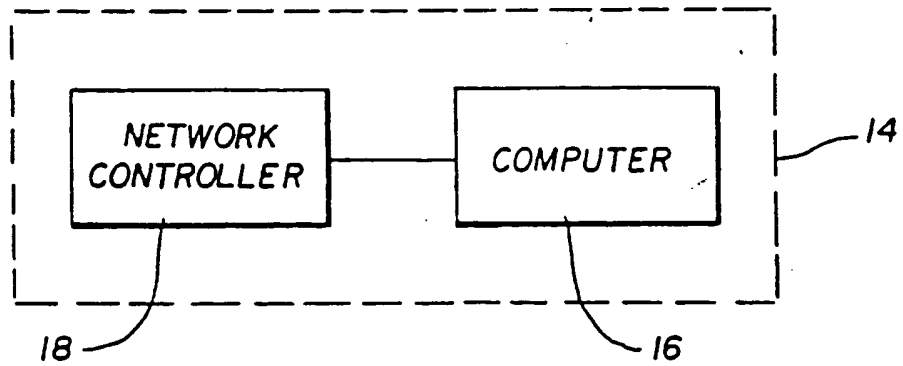 NETWORK
CONTROLLER
COMPUTER
14
18
16